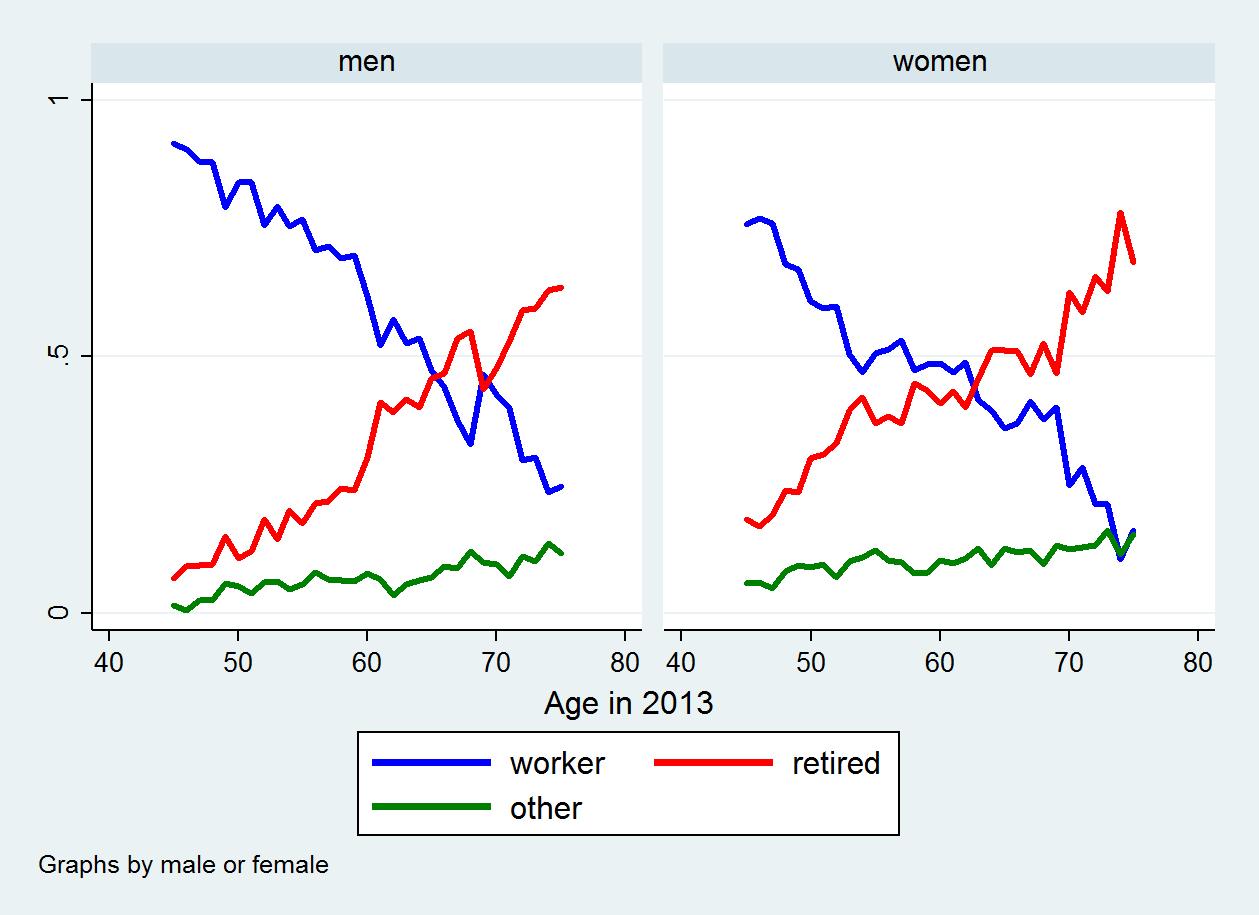 men
women
1
.5
0
40 50 60 70 80
40 50 60 70 80
Age in 2013
worker
retired
other
Graphs by male or female